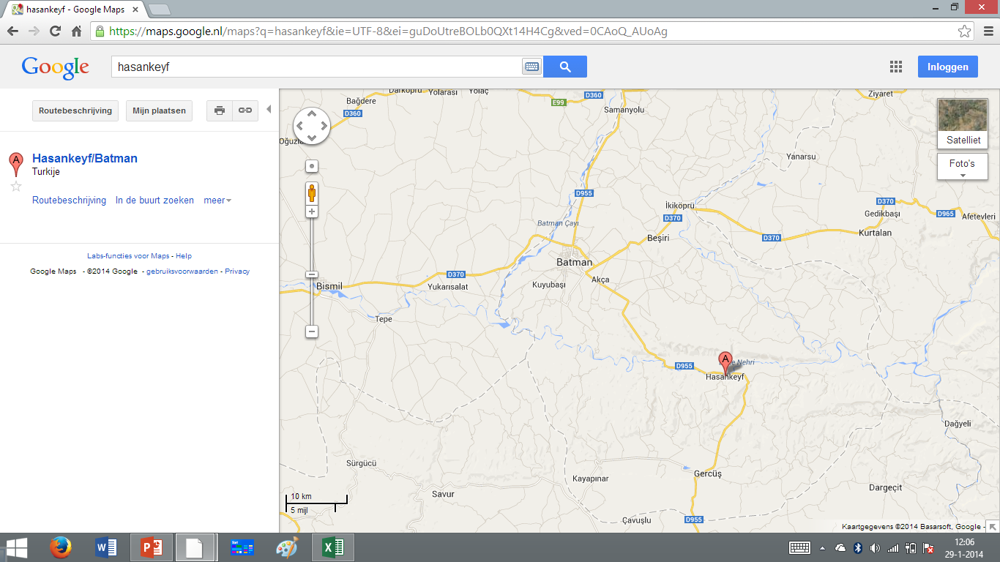 hasankeyf - Google Maps
https://maps.google.nl/maps?q=hasankeyf&ie=UTF-8&ei=guDoUtreBOLb0QXt14H4Cg&ved=0CAoQ_AUoAg
Google
hasankeyf
Inloggen
Routebeschrijving
Mijn plaatsen
A
Hasankeyf/Batman
Turkije
Routebeschrijving In de buurt zoeken meer
Labs-functies voor Maps - Help
Google Maps - ©2014 Google - gebruiksvoorwaarden - Privacy
Darköprü
Yolarası
Yolaç
D360
Bağdere
E99
Ziyaret
D360
Samanyolu
Satelliet
Yanarsu
Foto's
D955
İkiköprü
D370
Gedikbaşı
D370
D965
Afetevleri
Batman Çayı
Beşiri
D370
Kurtalan
Batman
D370
Akça
Bismil
Yukarısalat
Kuyubaşı
Tepe
A
Nehri
D955
Hasankeyf
Dağyeli
Sürgücü
Gercüş
Kayapınar
Dargeçit
Savur
10 km
5 mijl
Çavuşlu
D955
Kaartgegevens ©2014 Basarsoft, Google -
12:06
29-1-2014